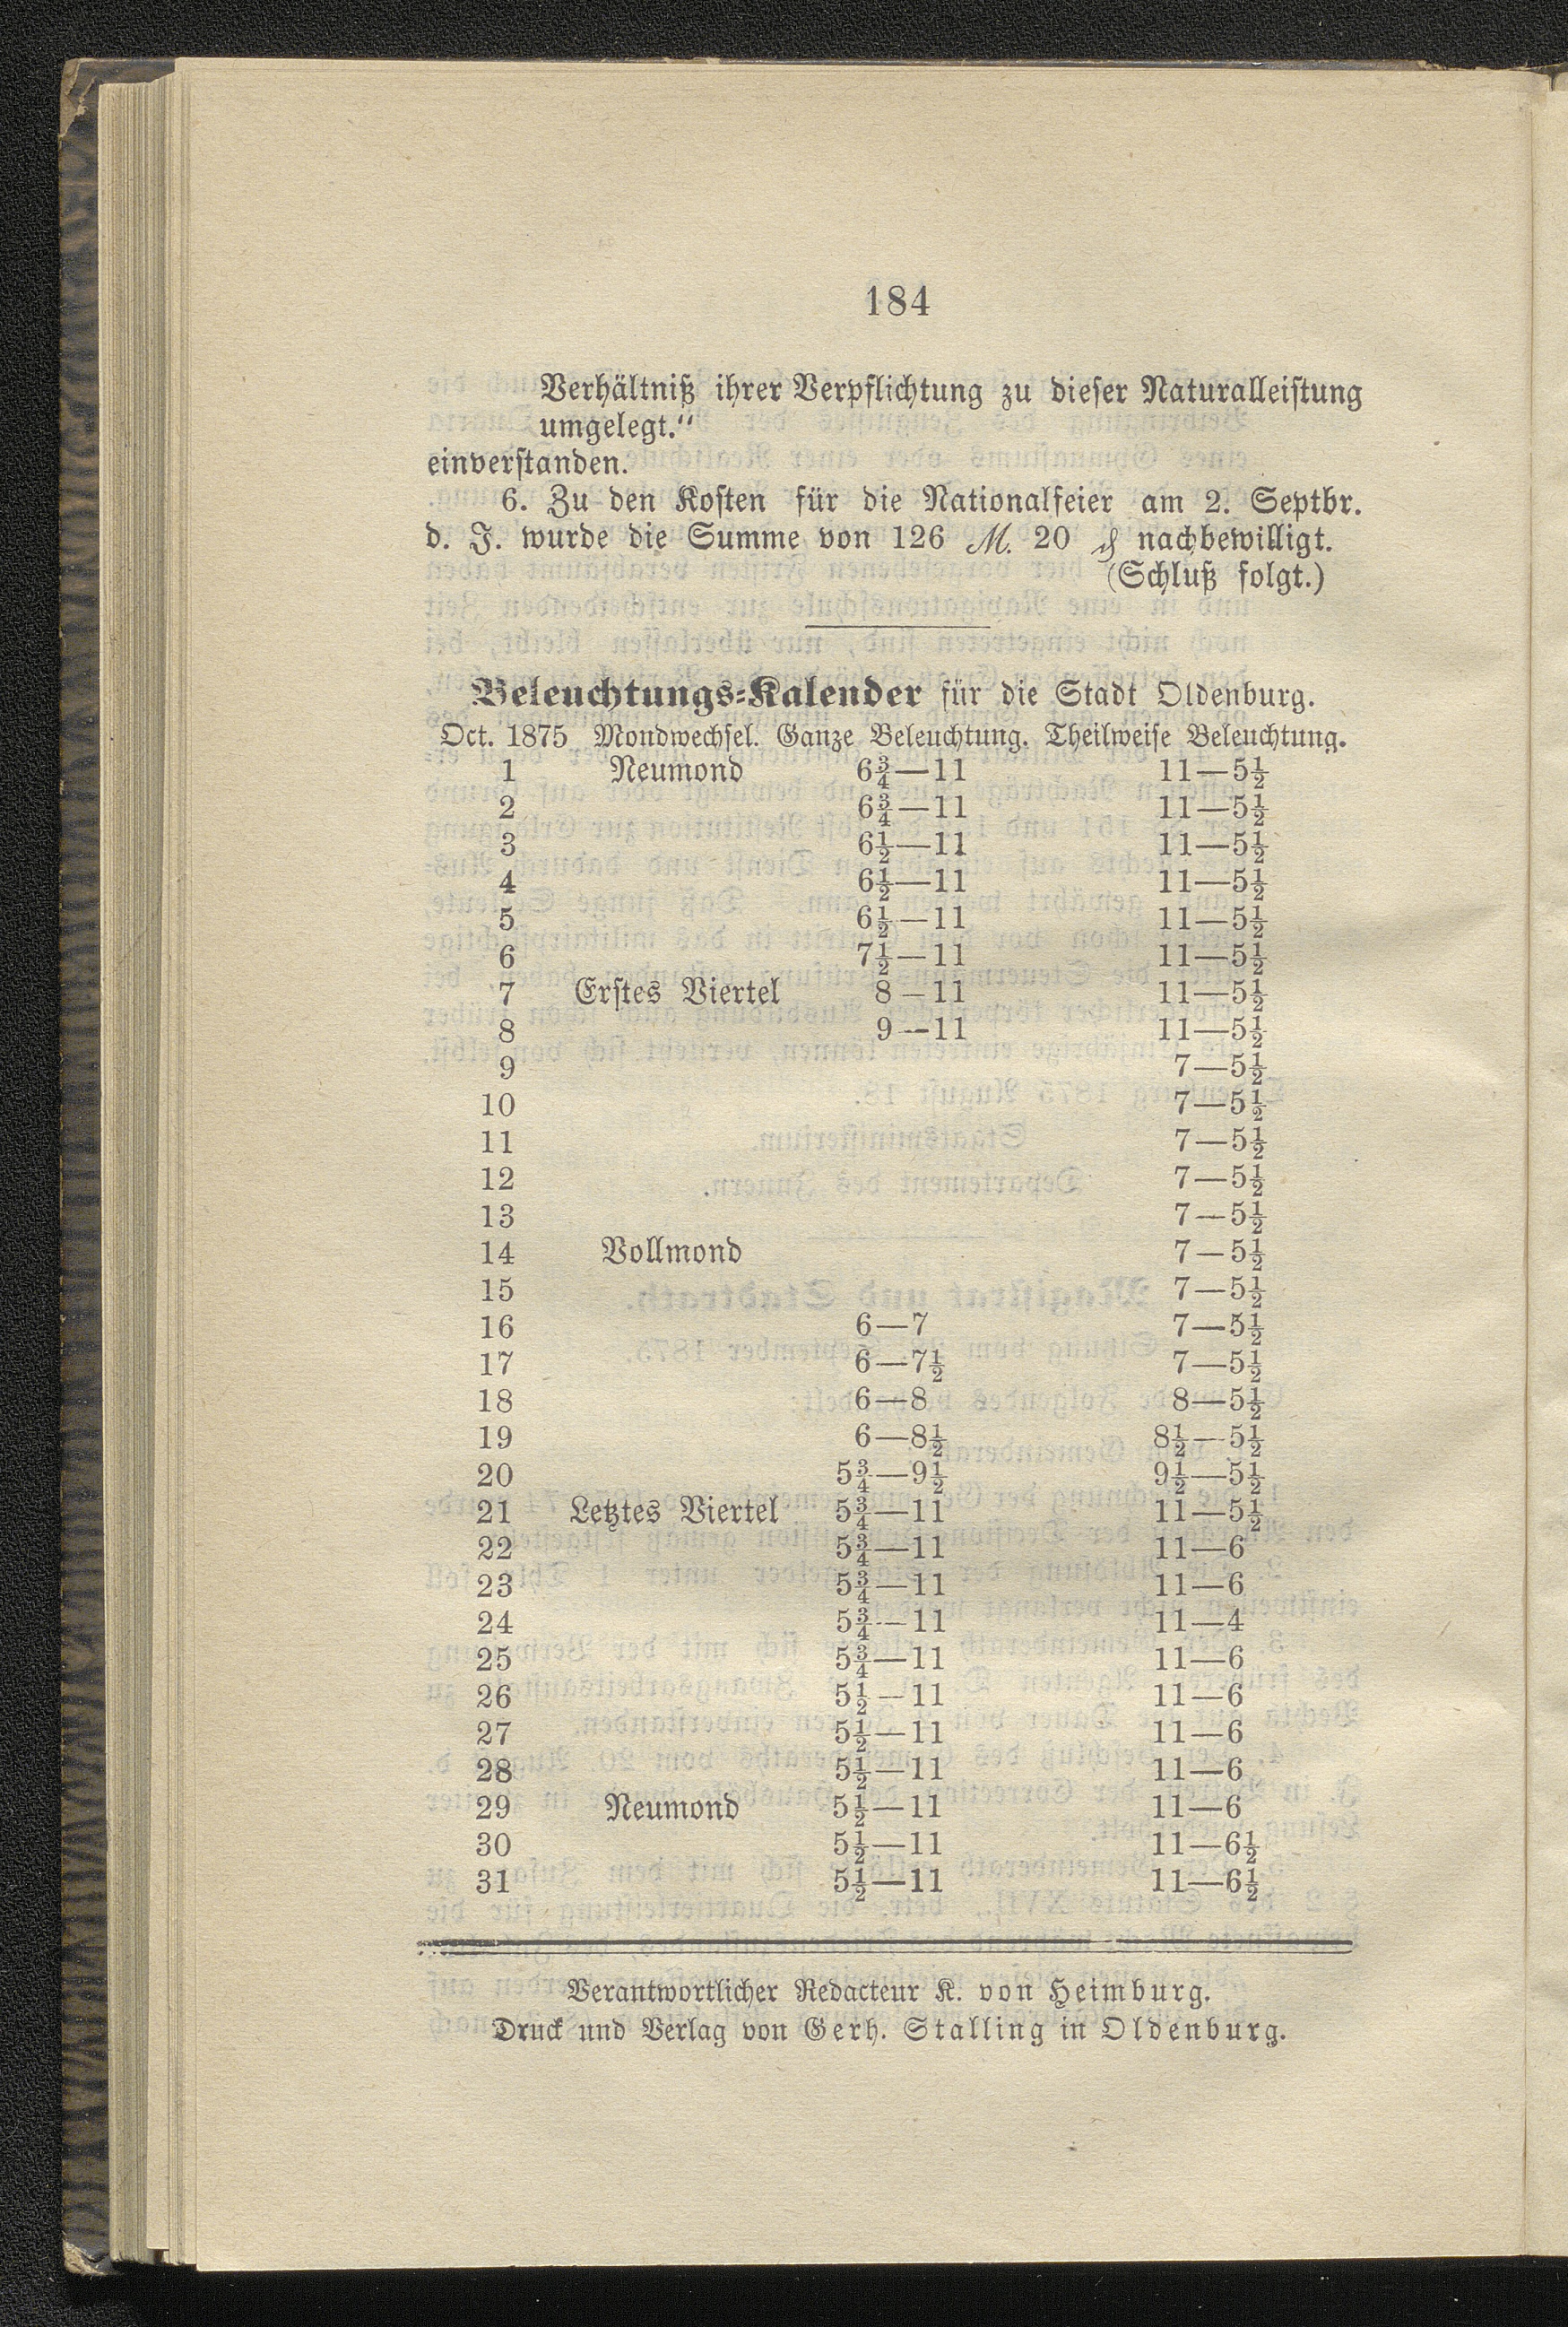 184
Verhältniß ihrer Verpflichtung zu dieser Naturalleistung
umgelegt.“
einverstanden.
6. Zu den Kosten für die Nationalfeier am 2. Septbr.
d. J. wurde die Summe von 126 M. 20 ₰ nachbewilligt.
(Schluß folgt.)
Beleuchtungs-Kalender für die Stadt Oldenburg.
Oct. 1875 Mondwechsel. Ganze Beleuchtung. Theilweise Beleuchtung.
1 Neumond 6¾—11 11—5½
2 6¾—11 11—5½
3 6½—11 11—5½
4 6½—11 11—5½
5 6½—11 11—5½
6 7½—11 11—5½
7 Erstes Viertel 8—11 11—5½
8 9—11 11—5½
9 7—5½
10 7—5½
11 7—5½
12 7—5½
13 7—5½
14 Vollmond 7—5½
15 7—5½
16 6—7 7—5½
17 6—7½ 7—5½
18 6—8 8—5½
19 6—8½ 8½—5½
20 5¾—9½ 9½—5½
21 Letztes Viertel 5¾—11 11—5½
22 5¾—11 11—6
23 5¾—11 11—6
24 5¾—11 11—4
25 5¾—11 11—6
26 5½—11 11—6
27 5½—11 11—6
28 5½—11 11—6
29 Neumond 5½—11 11—6
30 5½—11 11—6½
31 5½—11 11—6½
Verantwortlicher Redacteur K. von Heimburg.
Druck und Verlag von Gerh. Stalling in Oldenburg.